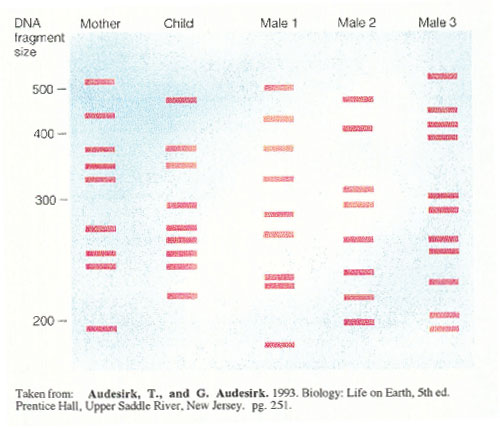 DNA fragment size
Mother
Child
Male 1
Male 2
Male 3
500
400
300
200
Taken from: Audesirk, T., and G. Audesirk. 1993. Biology: Life on Earth, 5th ed.
Prentice Hall, Upper Saddle River, New Jersey. pg. 251.